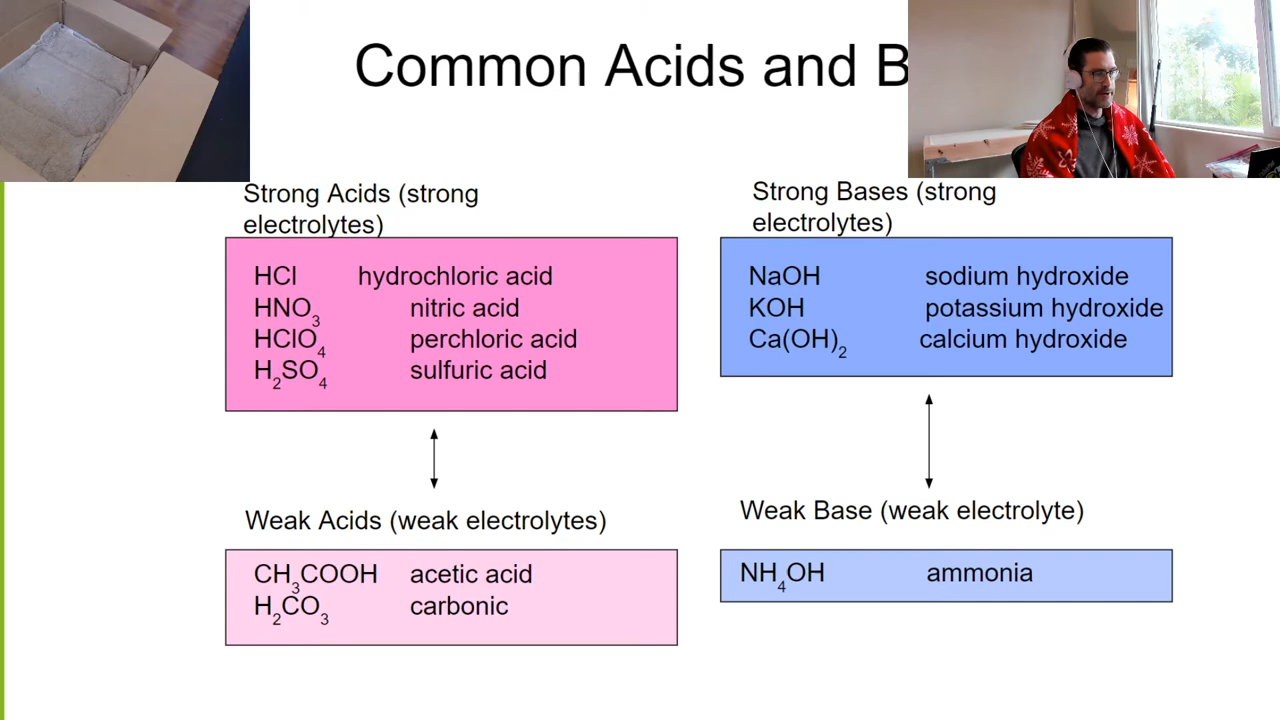 Common Acids and B
Strong Acids (strong
electrolytes)
HCl hydrochloric acid
HNO3 nitric acid
HClO4 perchloric acid
H2SO4 sulfuric acid
Strong Bases (strong
electrolytes)
NaOH sodium hydroxide
KOH potassium hydroxide
Ca(OH)2 calcium hydroxide
Weak Acids (weak electrolytes)
CH3COOH acetic acid
H2CO3 carbonic
Weak Base (weak electrolyte)
NH4OH ammonia